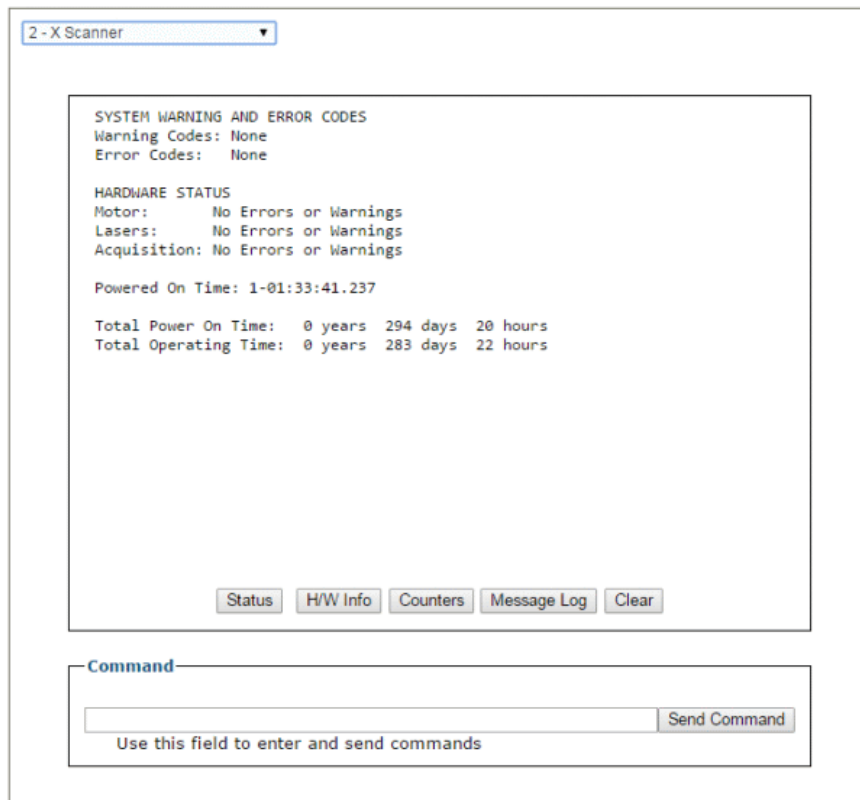 2 - X Scanner
SYSTEM WARNING AND ERROR CODES
Warning Codes: None
Error Codes:   None
HARDWARE STATUS
Motor:       No Errors or Warnings
Lasers:      No Errors or Warnings
Acquisition: No Errors or Warnings
Powered On Time: 1-01:33:41.237
Total Power On Time:   0 years  294 days  20 hours
Total Operating Time:  0 years  283 days  22 hours
Status H/W Info Counters Message Log Clear
Command
Send Command
Use this field to enter and send commands